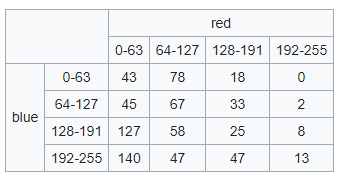 red
0-63 64-127 128-191 192-255
blue
0-63 43 78 18 0
64-127 45 67 33 2
128-191 127 58 25 8
192-255 140 47 47 13